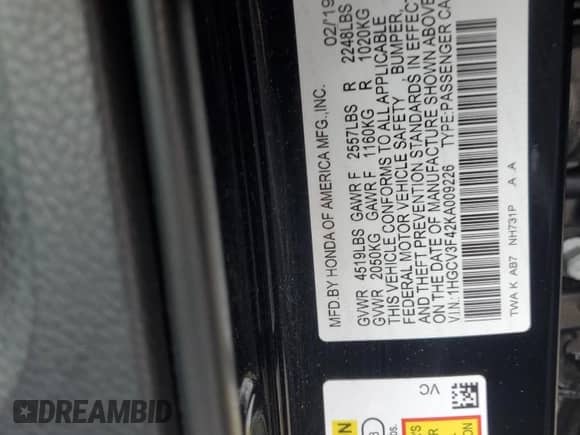 MFD.BY HONDA OF AMERICA MFG.,INC. 02/19
GVWR 4519LBS GAWR F 2557LBS R 2248LBS
GVWR 2050KG GAWR F 1160KG R 1020KG
THIS VEHICLE CONFORMS TO ALL APPLICABLE
FEDERAL MOTOR VEHICLE SAFETY, BUMPER,
AND THEFT PREVENTION STANDARDS IN EFFECT
ON THE DATE OF MANUFACTURE SHOWN ABOVE
V.I.N.:1HGCV3F42KA009226 TYPE:PASSENGER CA
TWA K AB7 NH731P A A
VC
DREAMBID